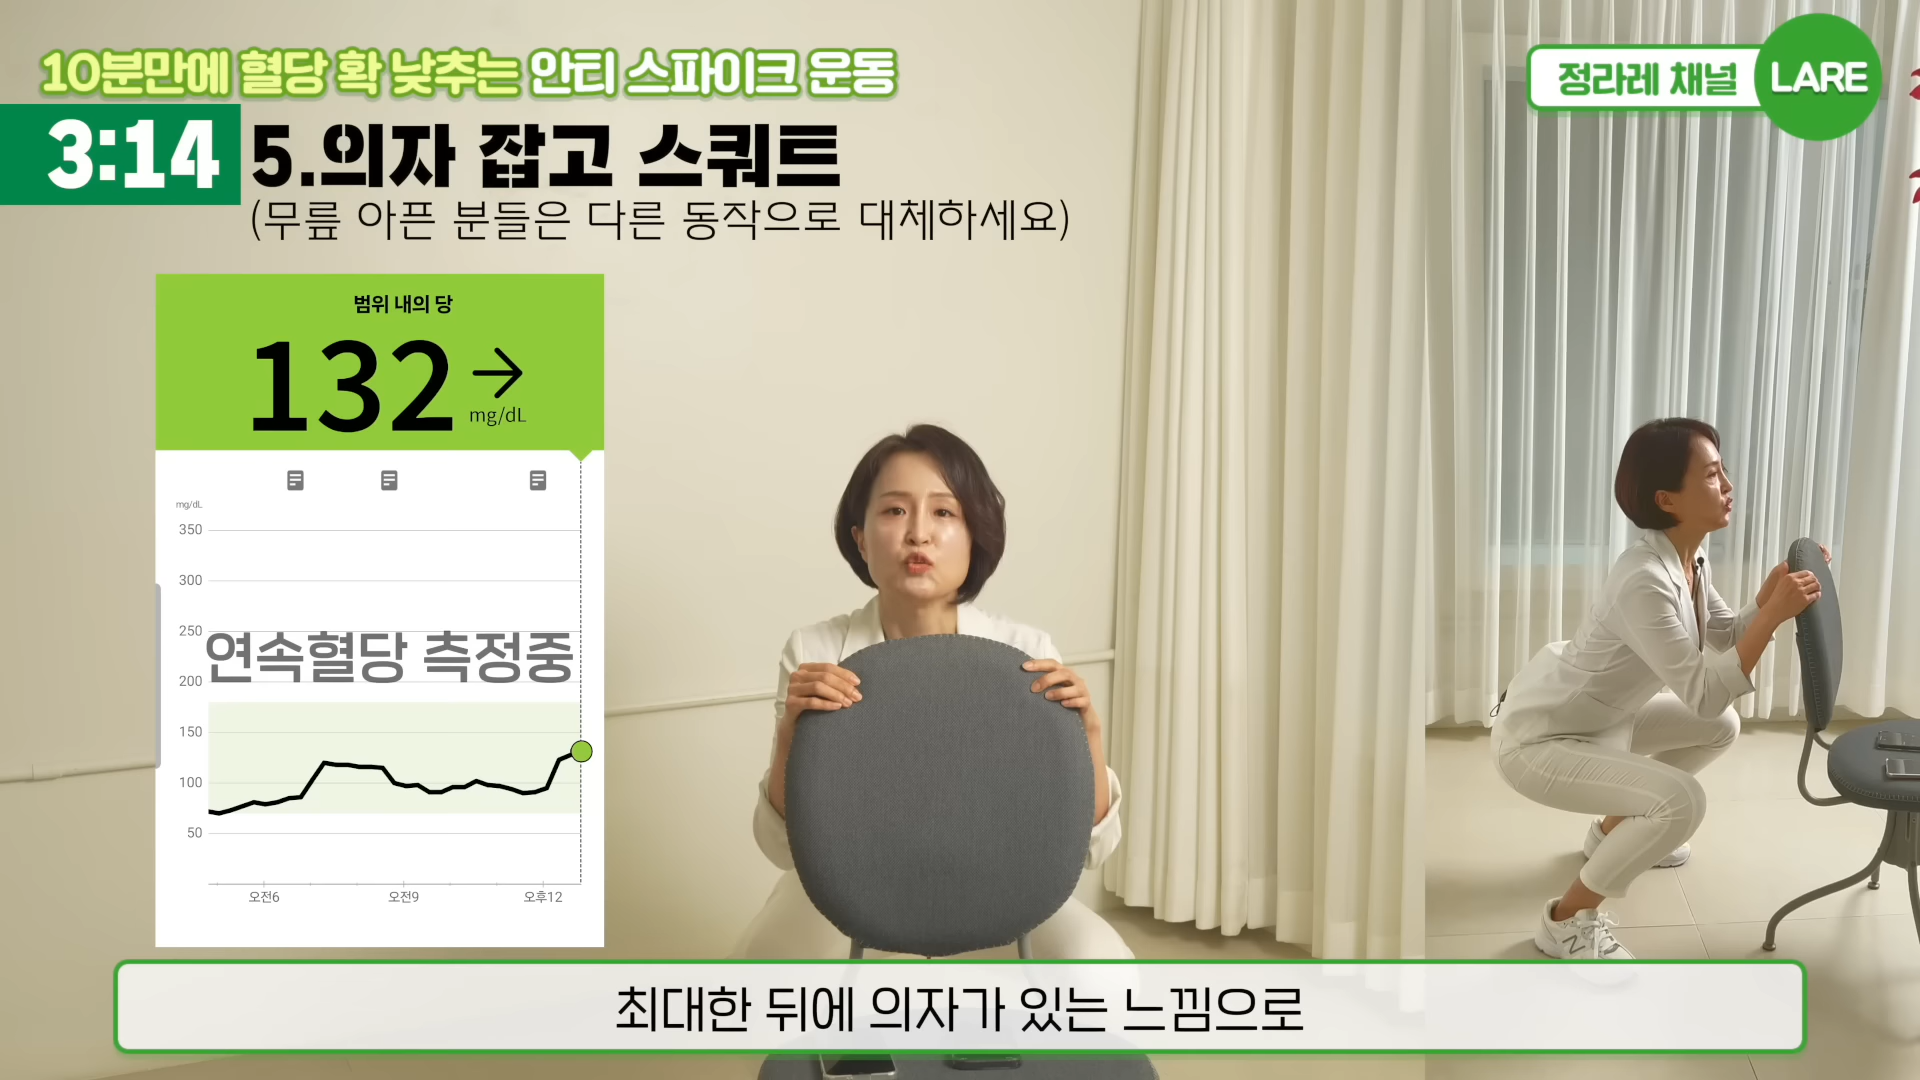 10분만에 혈당 확 낮추는 안티 스파이크 운동
정라레 채널 LARE
3:14 5.의자 잡고 스쿼트
(무릎 아픈 분들은 다른 동작으로 대체하세요)
범위 내의 당
132 →
mg/dL
mg/dL
350
300
250
연속혈당 측정중
200
150
100
50
오전6 오전9 오후12
최대한 뒤에 의자가 있는 느낌으로